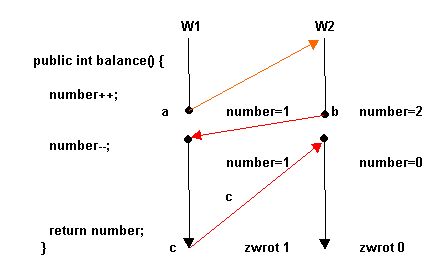 W1 W2
public int balance() {
number++;
a number=1 b number=2
number--;
number=1 number=0
c
return number;
} c zwrot 1 zwrot 0